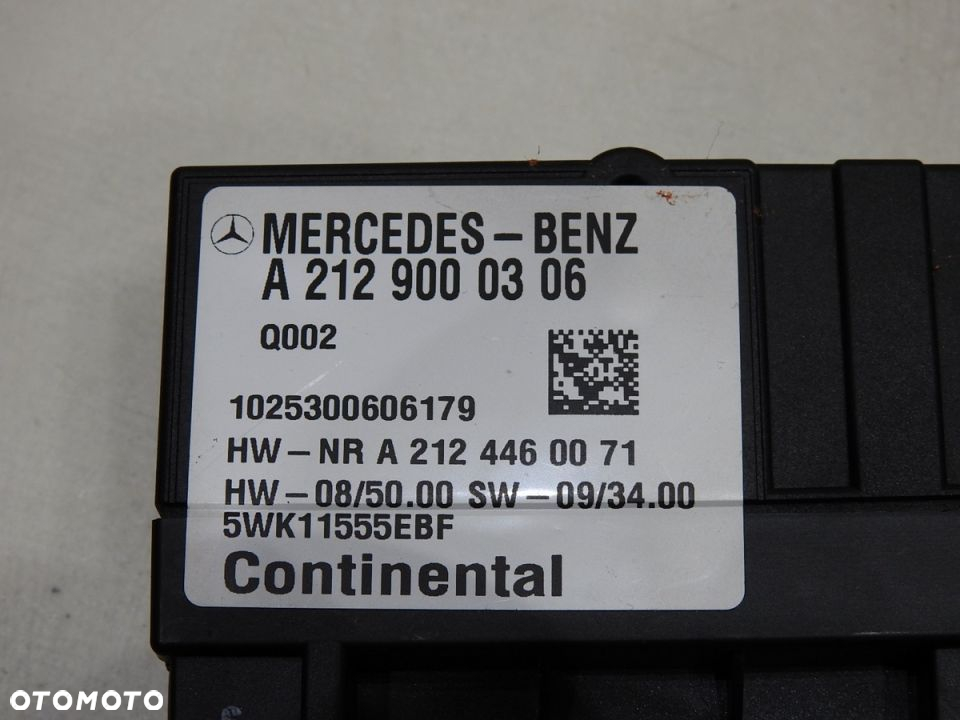 MERCEDES-BENZ
A 212 900 03 06
Q002
1025300606179
HW-NR A 212 446 00 71
HW-08/50.00 SW-09/34.00
5WK11555EBF
Continental
OTOMOTO